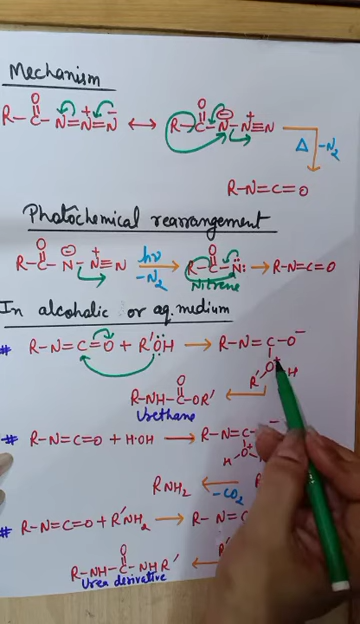 Mechanism
R-C(=O)-N=N⁺=N⁻ ↔ R-C(=O)-N⁻-N⁺≡N
Δ -N₂
R-N=C=O
Photochemical rearrangement
R-C(=O)-N⁻-N⁺≡N hν -N₂ → R-C(=O)-N: → R-N=C=O
Nitrene
In alcoholic or aq. medium
# R-N=C=O + R'ÖH → R-N=C-O⁻
R' O⁺ H
R-NH-C(=O)-OR' ←
Urethane
# R-N=C=O + H·OH → R-N=C-
H O⁺
RNH₂ ← -CO₂ R
# R-N=C=O + R'NH₂ → R-N=C
R-NH-C(=O)-NHR' ← R
Urea derivative